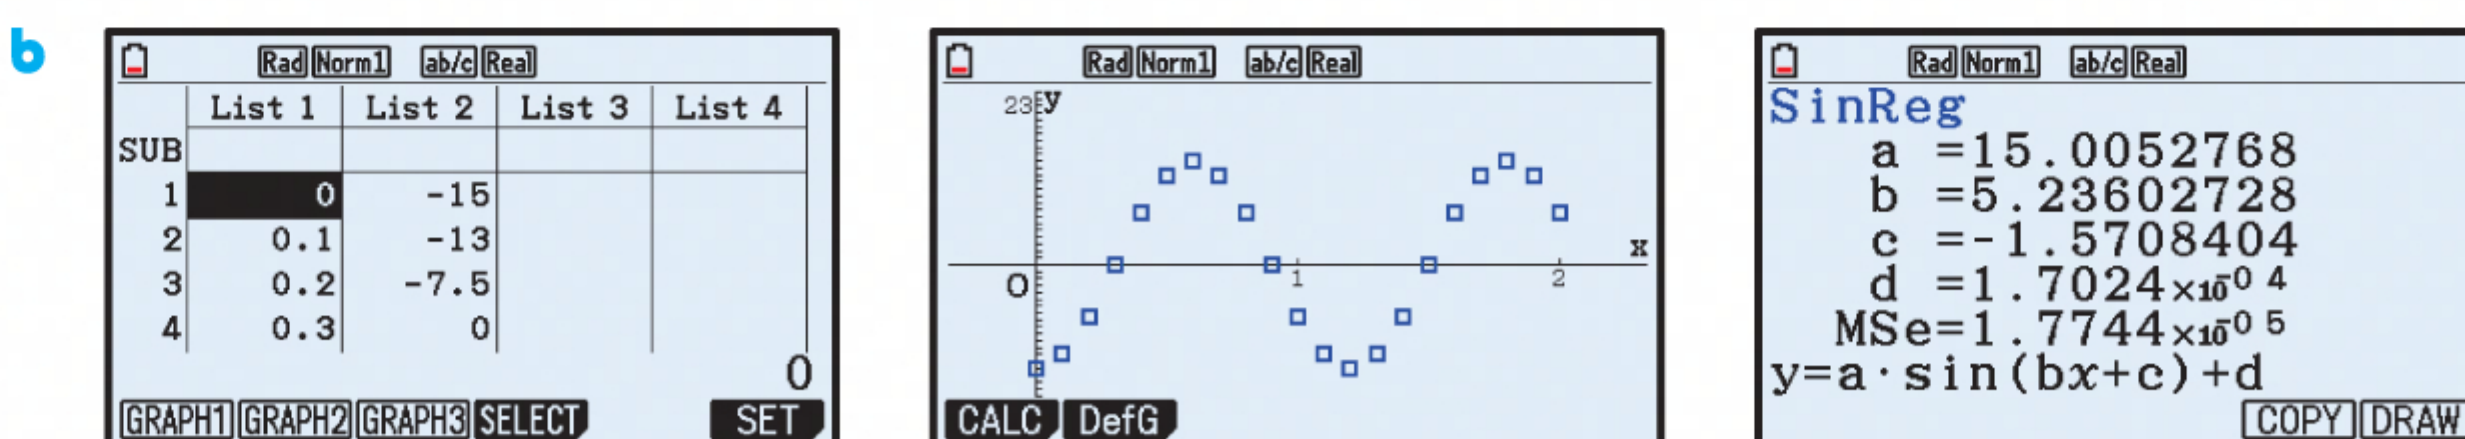 b
Rad Norm1 ab/c Real
List 1 List 2 List 3 List 4
SUB
1 0 -15
2 0.1 -13
3 0.2 -7.5
4 0.3 0
0
GRAPH1 GRAPH2 GRAPH3 SELECT SET
Rad Norm1 ab/c Real
23 y
x
O 1 2
CALC DefG
Rad Norm1 ab/c Real
SinReg
a =15.0052768
b =5.23602728
c =-1.5708404
d =1.7024×10⁻⁰⁴
MSe=1.7744×10⁻⁰⁵
y=a·sin(bx+c)+d
COPY DRAW